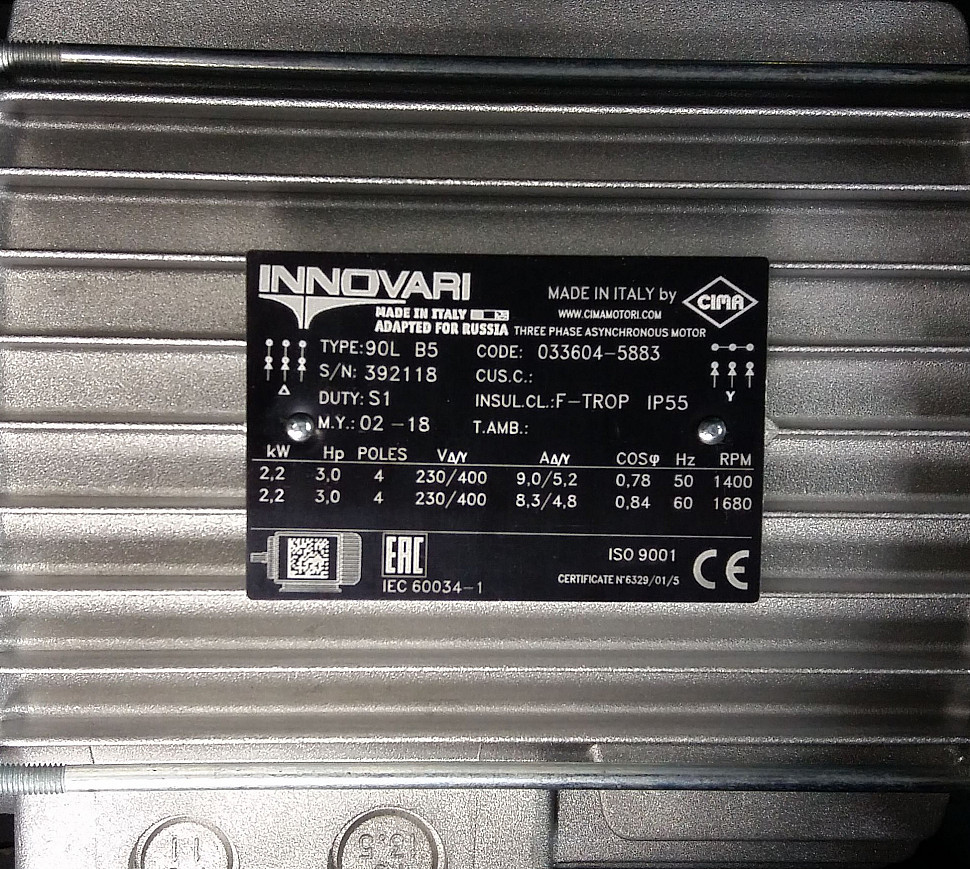 INNOVARI
MADE IN ITALY
ADAPTED FOR RUSSIA
MADE IN ITALY by CIMA
WWW.CIMAMOTORI.COM
THREE PHASE ASYNCHRONOUS MOTOR
TYPE:90L B5 CODE: 033604-5883
S/N: 392118 CUS.C.:
DUTY: S1 INSUL.CL.:F-TROP IP55
M.Y.: 02 -18 T.AMB.:
Δ Y
kW Hp POLES VΔ/Y AΔ/Y COSφ Hz RPM
2,2 3,0 4 230/400 9,0/5,2 0,78 50 1400
2,2 3,0 4 230/400 8,3/4,8 0,84 60 1680
EAC ISO 9001 CE
IEC 60034-1 CERTIFICATE N°6329/01/5
11 13,5